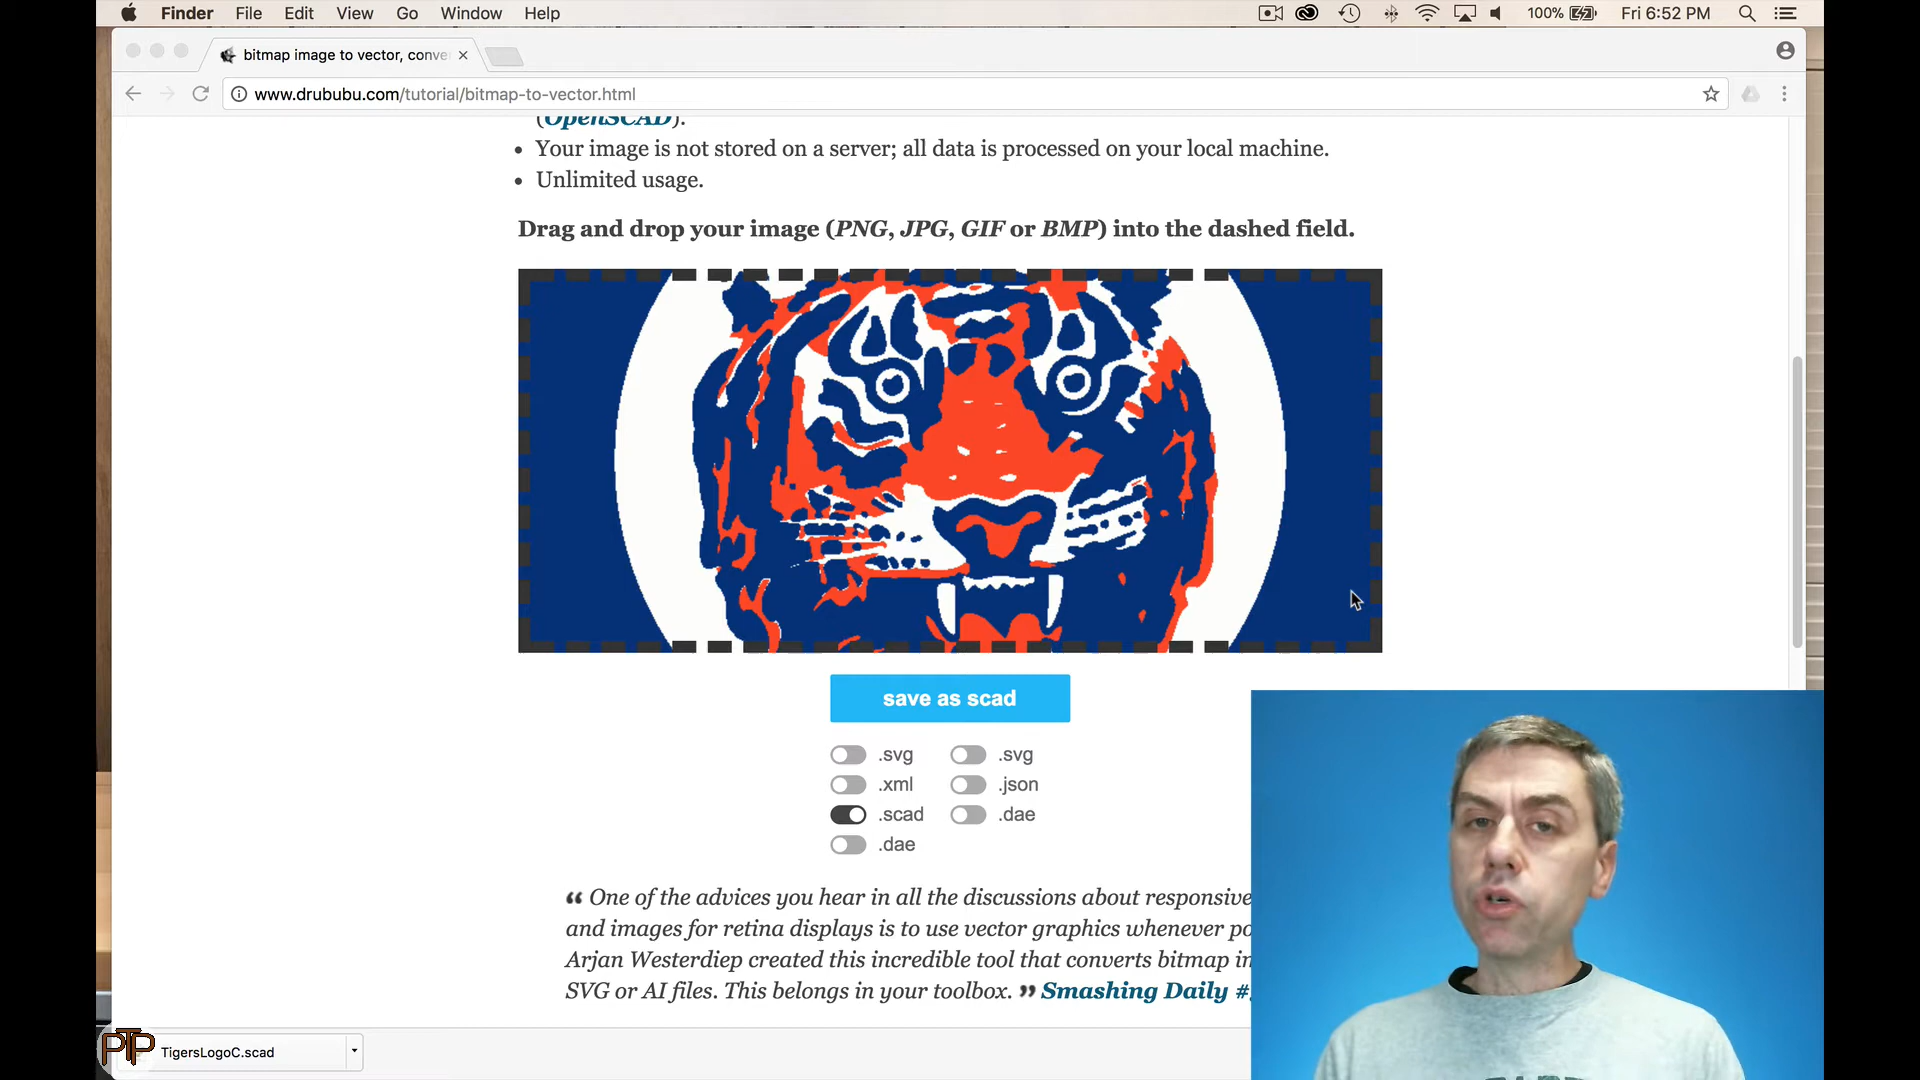 Finder File Edit View Go Window Help 100% Fri 6:52 PM
bitmap image to vector, conve
www.drububu.com/tutorial/bitmap-to-vector.html
(OpenSCAD).
• Your image is not stored on a server; all data is processed on your local machine.
• Unlimited usage.
Drag and drop your image (PNG, JPG, GIF or BMP) into the dashed field.
save as scad
.svg .svg
.xml .json
.scad .dae
.dae
“ One of the advices you hear in all the discussions about responsive
and images for retina displays is to use vector graphics whenever po
Arjan Westerdiep created this incredible tool that converts bitmap in
SVG or AI files. This belongs in your toolbox. ” Smashing Daily #
PTP TigersLogoC.scad